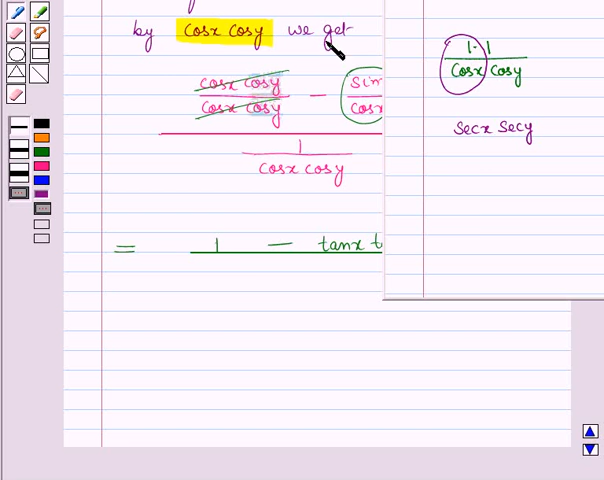 by cosx cosy we get
cosx cosy
cosx cosy
− sin
cosx
1
cosx cosy
= 1 − tanx t
1·1
cosx cosy
secx secy